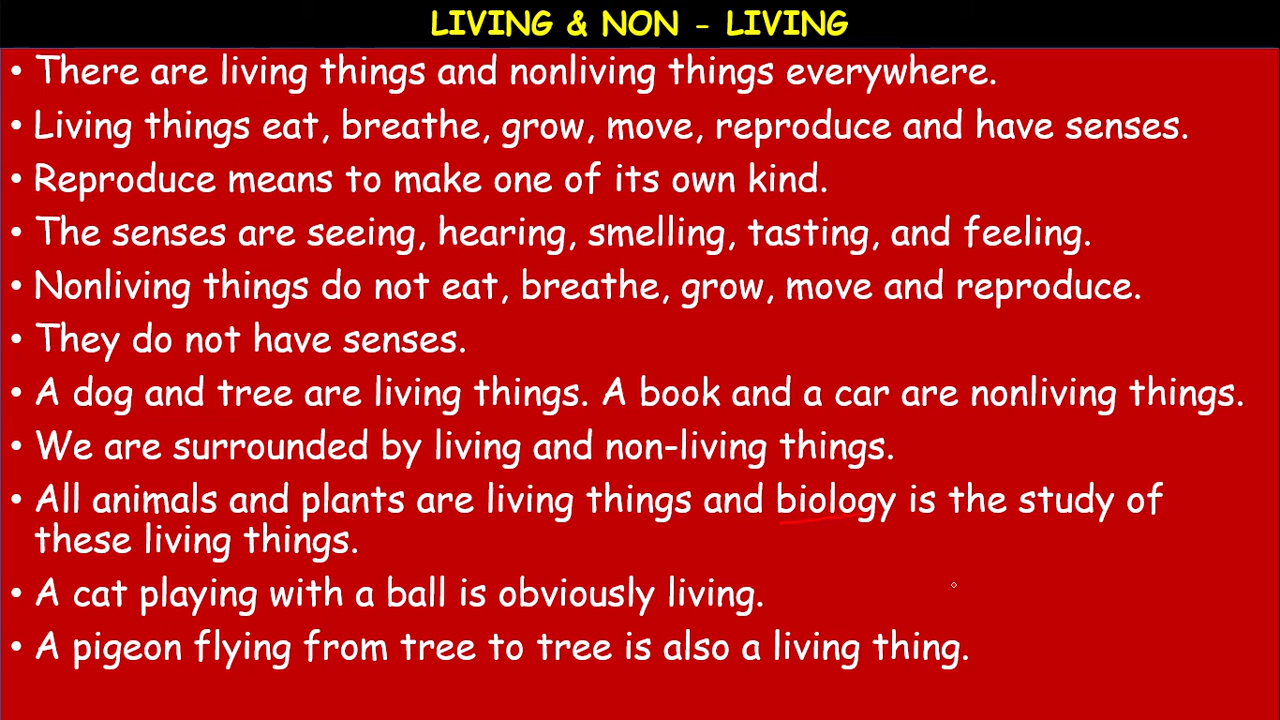 LIVING & NON - LIVING
• There are living things and nonliving things everywhere.
• Living things eat, breathe, grow, move, reproduce and have senses.
• Reproduce means to make one of its own kind.
• The senses are seeing, hearing, smelling, tasting, and feeling.
• Nonliving things do not eat, breathe, grow, move and reproduce.
• They do not have senses.
• A dog and tree are living things. A book and a car are nonliving things.
• We are surrounded by living and non-living things.
• All animals and plants are living things and biology is the study of
these living things.
• A cat playing with a ball is obviously living.
• A pigeon flying from tree to tree is also a living thing.